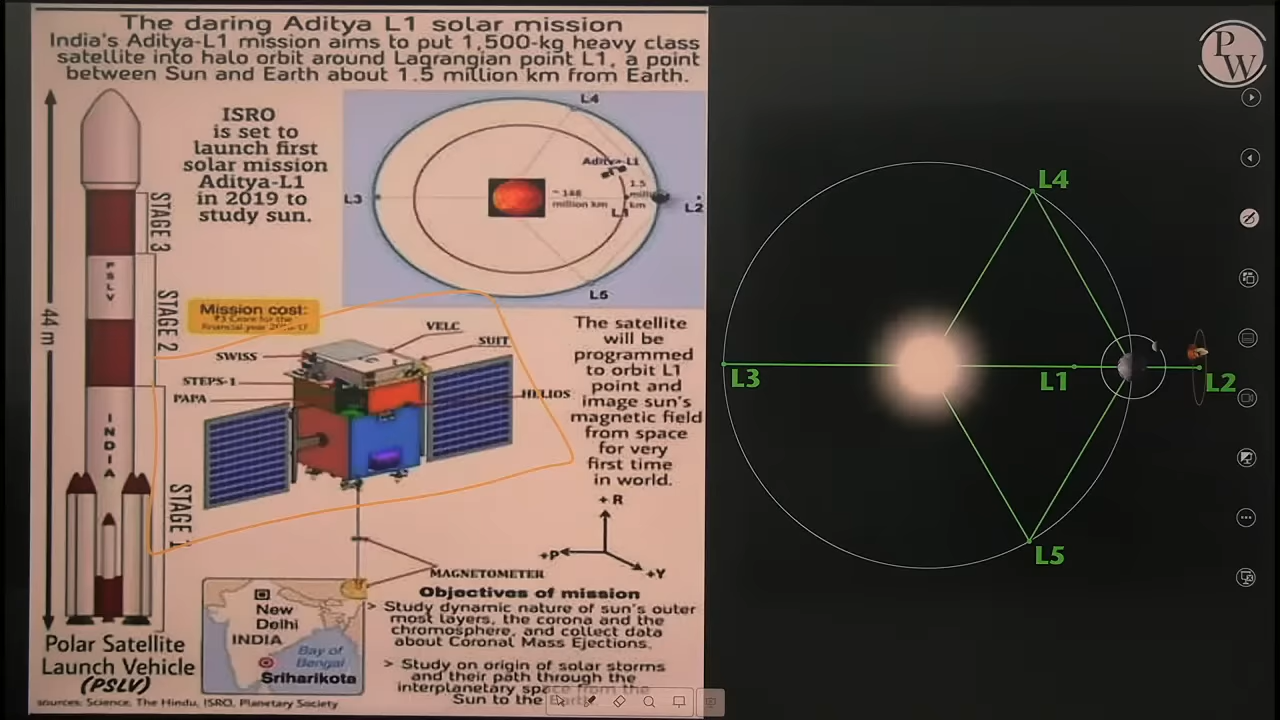 The daring Aditya L1 solar mission
India's Aditya-L1 mission aims to put 1,500-kg heavy class
satellite into halo orbit around Lagrangian point L1, a point
between Sun and Earth about 1.5 million km from Earth.
ISRO
is set to
launch first
solar mission
Aditya-L1
in 2019 to
study sun.
L4
Aditya-L1
L3
~ 148
million km
1.5
km
L1
L2
L5
STAGE 3
PSLV
STAGE 2
44 m
INDIA
STAGE 1
Mission cost:
₹3 Crore for the
Financial year
VELC
SUIT
SWISS
STEPS-1
PAPA
HELIOS
MAGNETOMETER
The satellite
will be
programmed
to orbit L1
point and
image sun's
magnetic field
from space
for very
first time
in world.
+ R
+P
+Y
New
Delhi
INDIA
Bay of
Bengal
Sriharikota
Polar Satellite
Launch Vehicle
(PSLV)
Objectives of mission
> Study dynamic nature of sun's outer
most layers, the corona and the
chromosphere, and collect data
about Coronal Mass Ejections.
> Study on origin of solar storms
and their path through the
interplanetary space from the
Sun to the Earth.
sources: Science, The Hindu, ISRO, Planetary Society
PW
L4
L3
L1
L2
L5